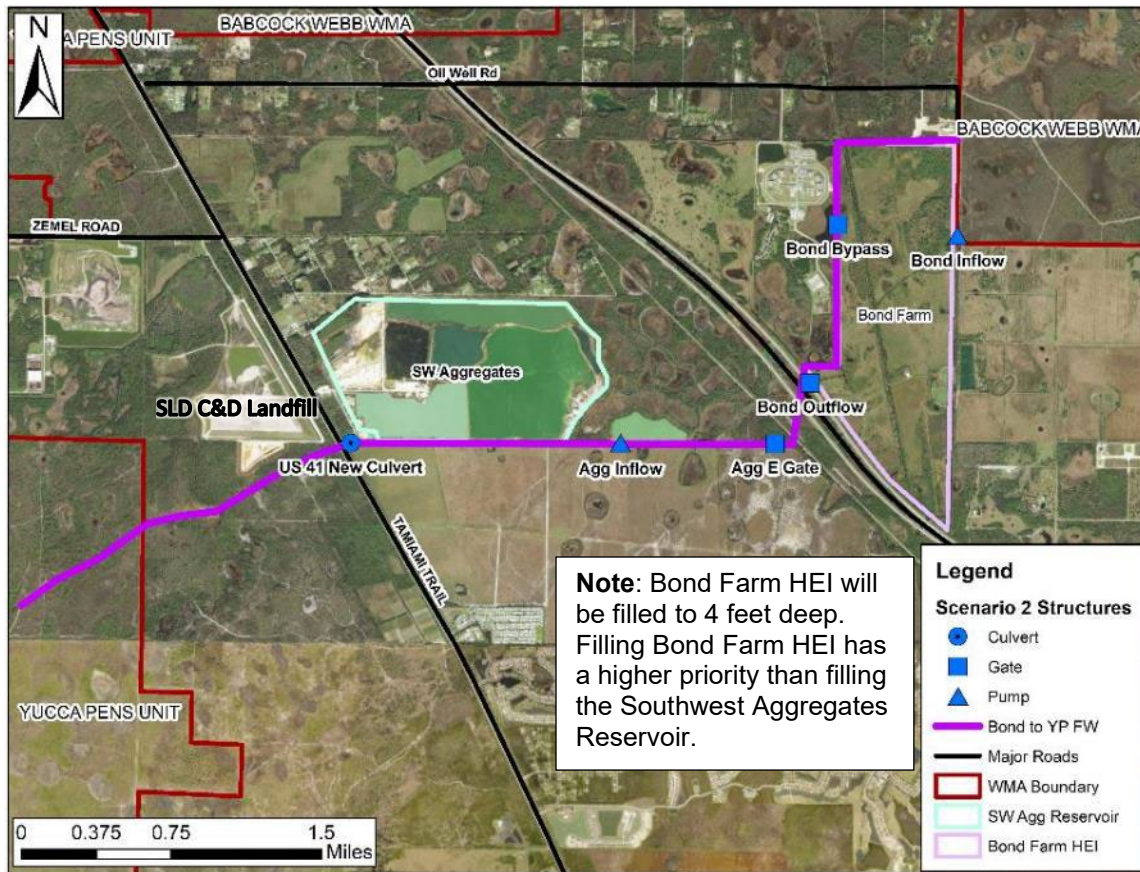 BABCOCK WEBB WMA
A PENS UNIT
N
Oil Well Rd
BABCOCK WEBB WMA
ZEMEL ROAD
Bond Bypass
Bond Inflow
Bond Farm
SW Aggregates
SLD C&D Landfill
Bond Outflow
US 41 New Culvert
Agg Inflow
Agg E Gate
TAMIAMI TRAIL
YUCCA PENS UNIT
Note: Bond Farm HEI will
be filled to 4 feet deep.
Filling Bond Farm HEI has
a higher priority than filling
the Southwest Aggregates
Reservoir.
Legend
Scenario 2 Structures
Culvert
Gate
Pump
Bond to YP FW
Major Roads
WMA Boundary
SW Agg Reservoir
Bond Farm HEI
0 0.375 0.75 1.5
Miles